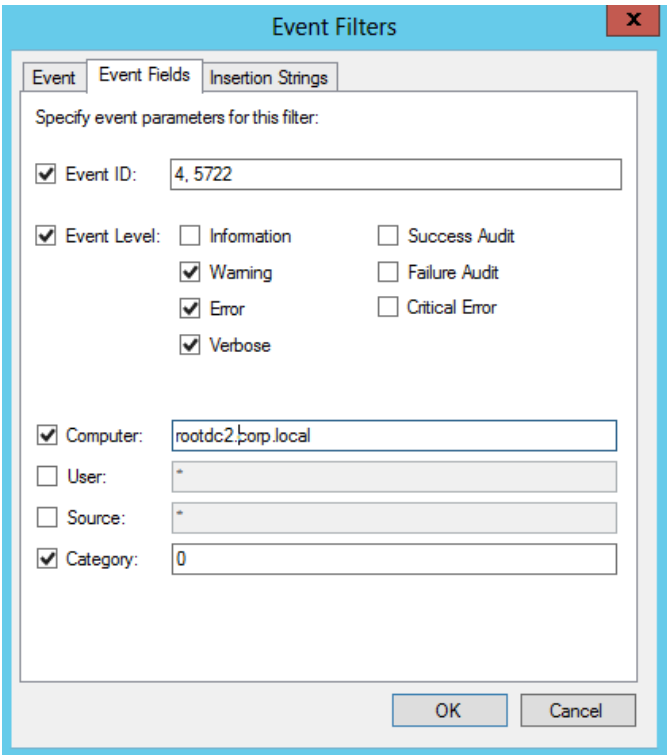 Event Filters
x
Event Event Fields Insertion Strings
Specify event parameters for this filter:
Event ID: 4, 5722
Event Level: Information Success Audit
Warning Failure Audit
Error Critical Error
Verbose
Computer: rootdc2.corp.local
User: *
Source: *
Category: 0
OK Cancel